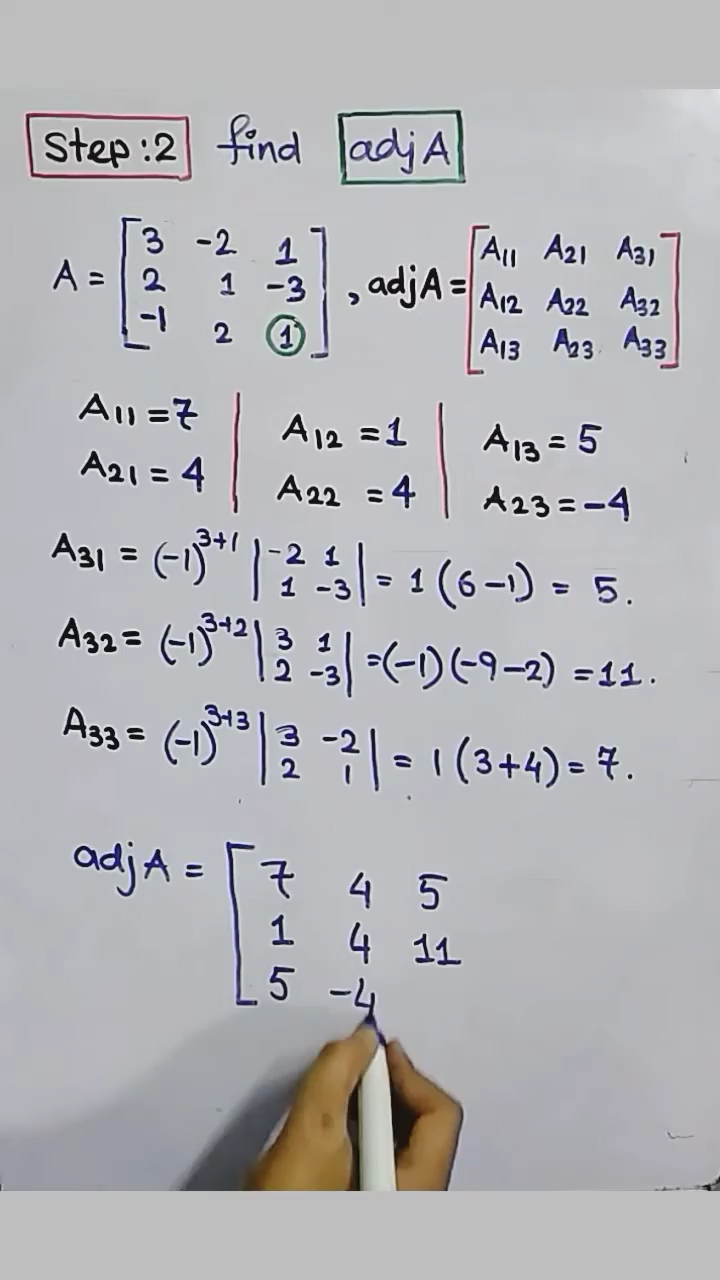 Step:2 find adj A
A = [3 -2 1
2 1 -3
-1 2 1] , adj A = [A11 A21 A31
A12 A22 A32
A13 A23 A33]
A11 = 7 | A12 = 1 | A13 = 5
A21 = 4 | A22 = 4 | A23 = -4
A31 = (-1)^3+1 |-2 1
1 -3| = 1 (6-1) = 5.
A32 = (-1)^3+2 |3 1
2 -3| = (-1)(-9-2) = 11.
A33 = (-1)^3+3 |3 -2
2 1| = 1 (3+4) = 7.
adj A = [7 4 5
1 4 11
5 -4